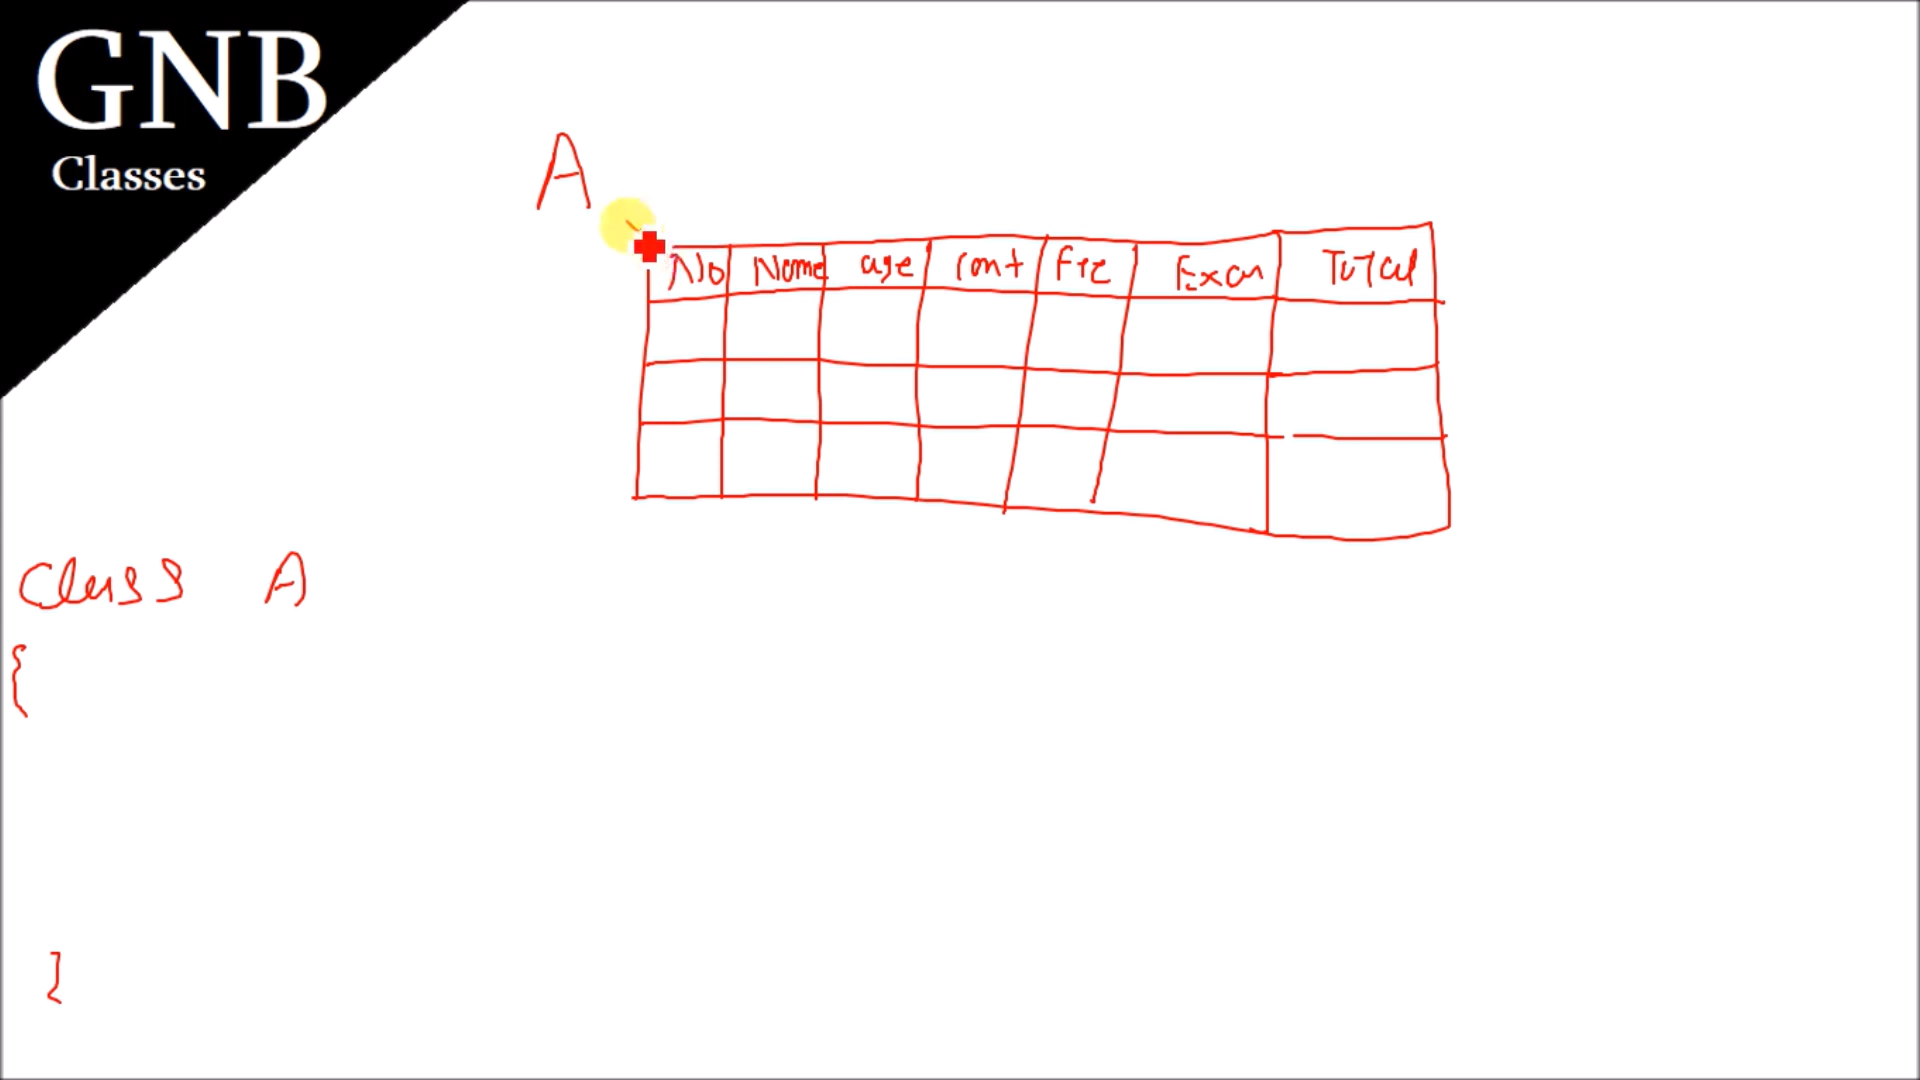 GNB
Classes
A
No Name age cont Fee Exam Total
Class A
{
}